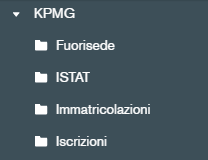 KPMG
Fuorisede
ISTAT
Immatricolazioni
Iscrizioni